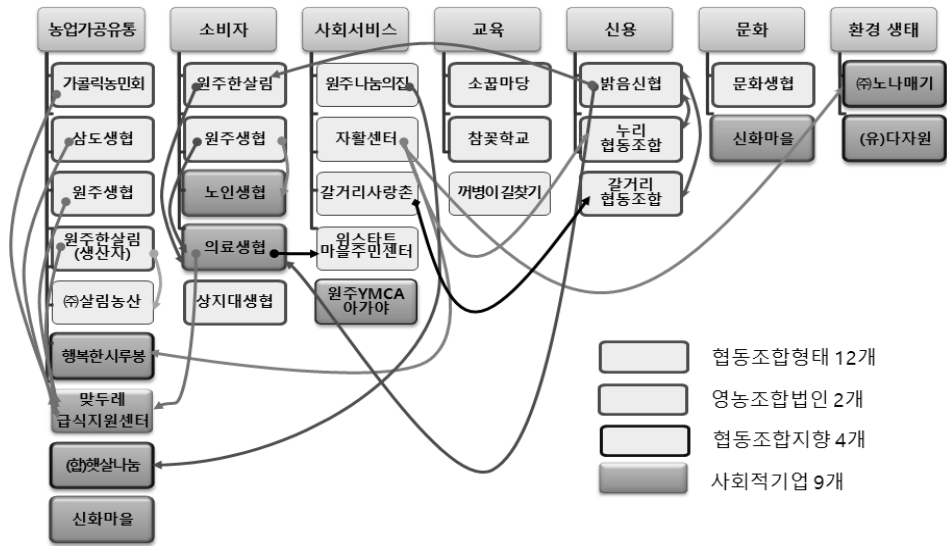 농업가공유통
소비자
사회서비스
교육
신용
문화
환경 생태
가콜릭농민회
삼도생협
원주생협
원주한살림
(생산자)
㈜살림농산
행복한시루봉
맞두레
급식지원센터
(합)햇살나눔
신화마을
원주한살림
원주생협
노인생협
의료생협
상지대생협
원주나눔의집
자활센터
갈거리사랑촌
위스타트
마을주민센터
원주YMCA
아가야
소꿉마당
참꽃학교
꺼병이길찾기
밝음신협
누리
협동조합
갈거리
협동조합
문화생협
신화마을
㈜노나매기
(유)다자원
협동조합형태 12개
영농조합법인 2개
협동조합지향 4개
사회적기업 9개